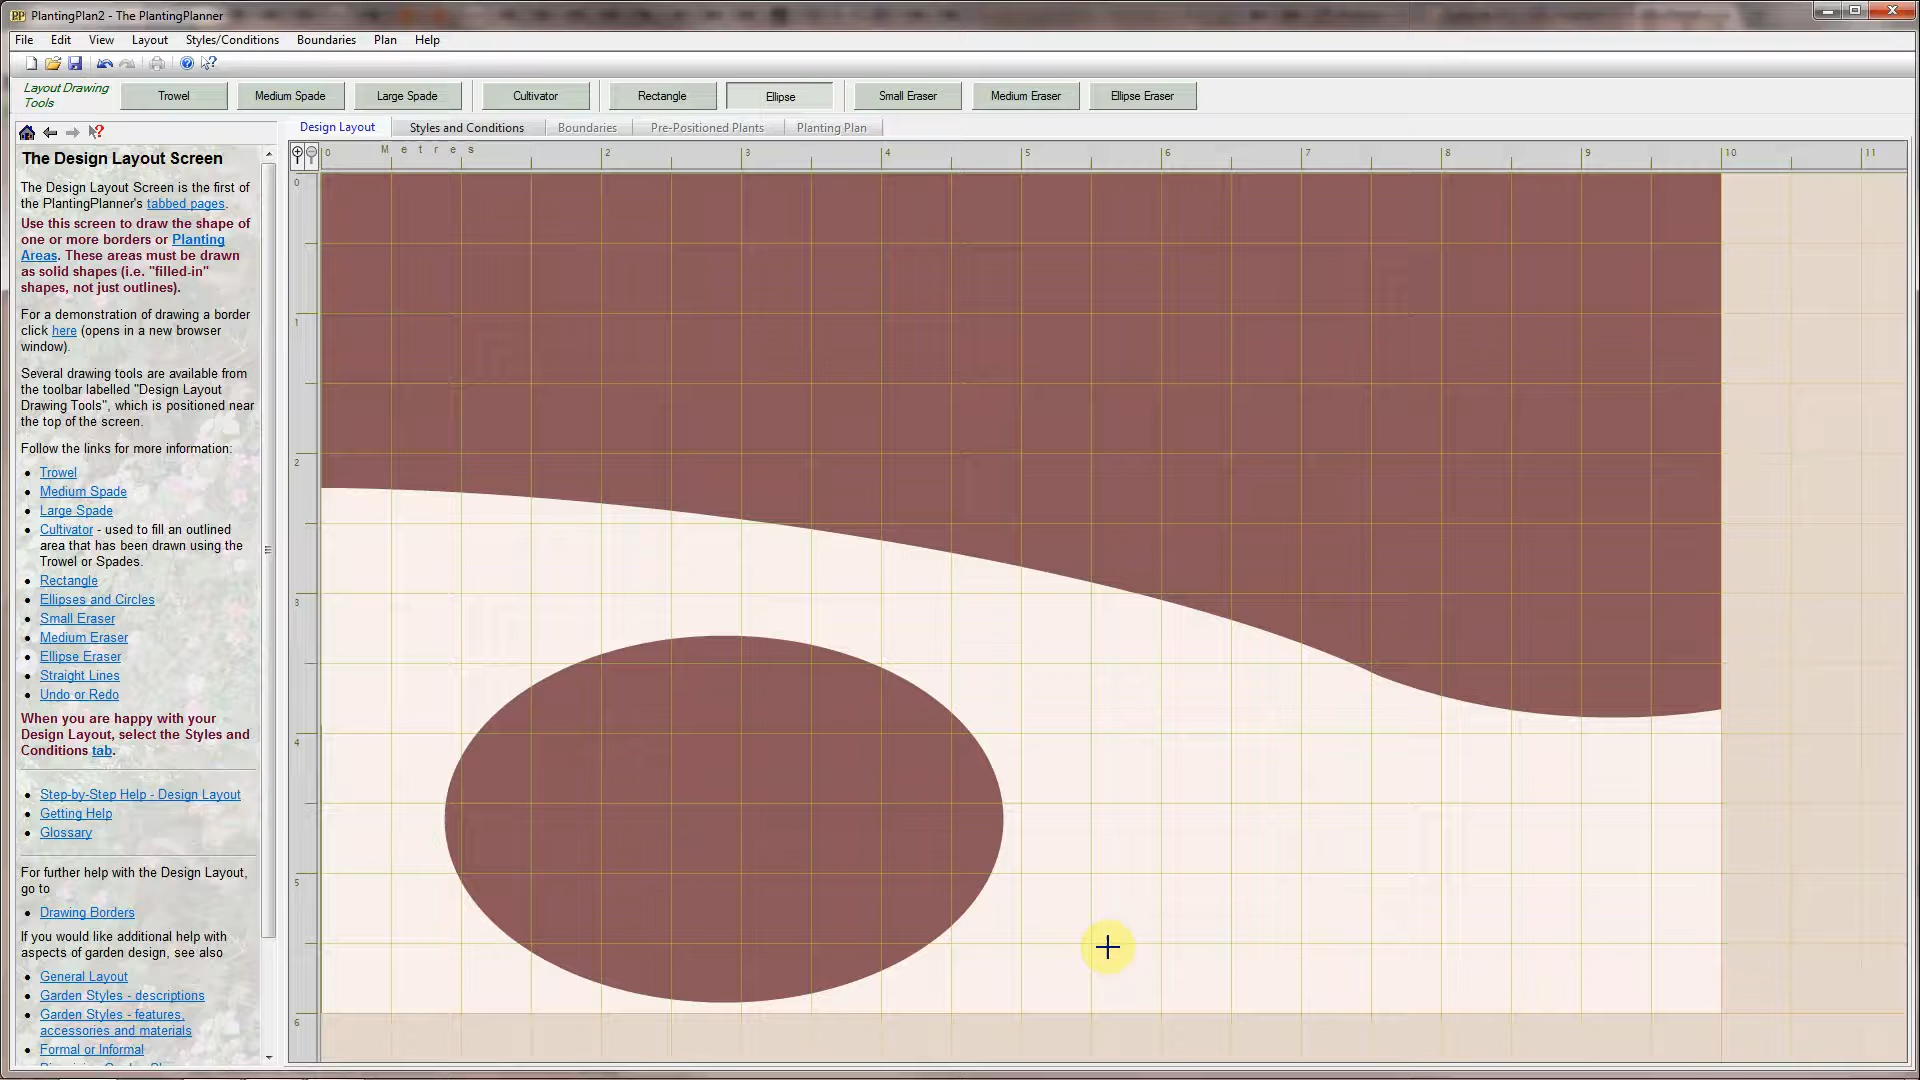 PlantingPlan2 - The PlantingPlanner
File Edit View Layout Styles/Conditions Boundaries Plan Help
Layout Drawing
Tools
Trowel Medium Spade Large Spade Cultivator Rectangle Ellipse Small Eraser Medium Eraser Ellipse Eraser
Design Layout Styles and Conditions Boundaries Pre-Positioned Plants Planting Plan
0 Metres 2 3 4 5 6 7 8 9 10 11
0
1
2
3
4
5
6
The Design Layout Screen
The Design Layout Screen is the first of
the PlantingPlanner's tabbed pages.
Use this screen to draw the shape of
one or more borders or Planting
Areas. These areas must be drawn
as solid shapes (i.e. "filled-in"
shapes, not just outlines).
For a demonstration of drawing a border
click here (opens in a new browser
window).
Several drawing tools are available from
the toolbar labelled "Design Layout
Drawing Tools", which is positioned near
the top of the screen.
Follow the links for more information:
Trowel
Medium Spade
Large Spade
Cultivator - used to fill an outlined
area that has been drawn using the
Trowel or Spades.
Rectangle
Ellipses and Circles
Small Eraser
Medium Eraser
Ellipse Eraser
Straight Lines
Undo or Redo
When you are happy with your
Design Layout, select the Styles and
Conditions tab.
Step-by-Step Help - Design Layout
Getting Help
Glossary
For further help with the Design Layout,
go to
Drawing Borders
If you would like additional help with
aspects of garden design, see also
General Layout
Garden Styles - descriptions
Garden Styles - features,
accessories and materials
Formal or Informal